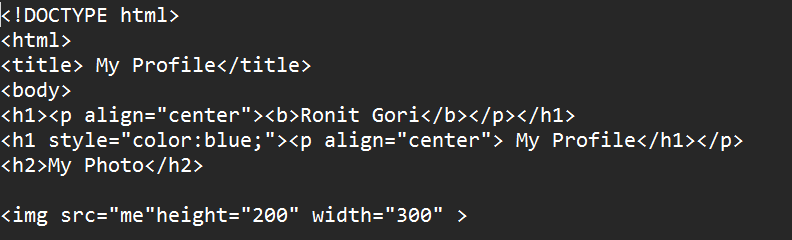 <!DOCTYPE html>
<html>
<title> My Profile</title>
<body>
<h1><p align="center"><b>Ronit Gori</b></p></h1>
<h1 style="color:blue;"><p align="center"> My Profile</h1></p>
<h2>My Photo</h2>
<img src="me"height="200" width="300" >